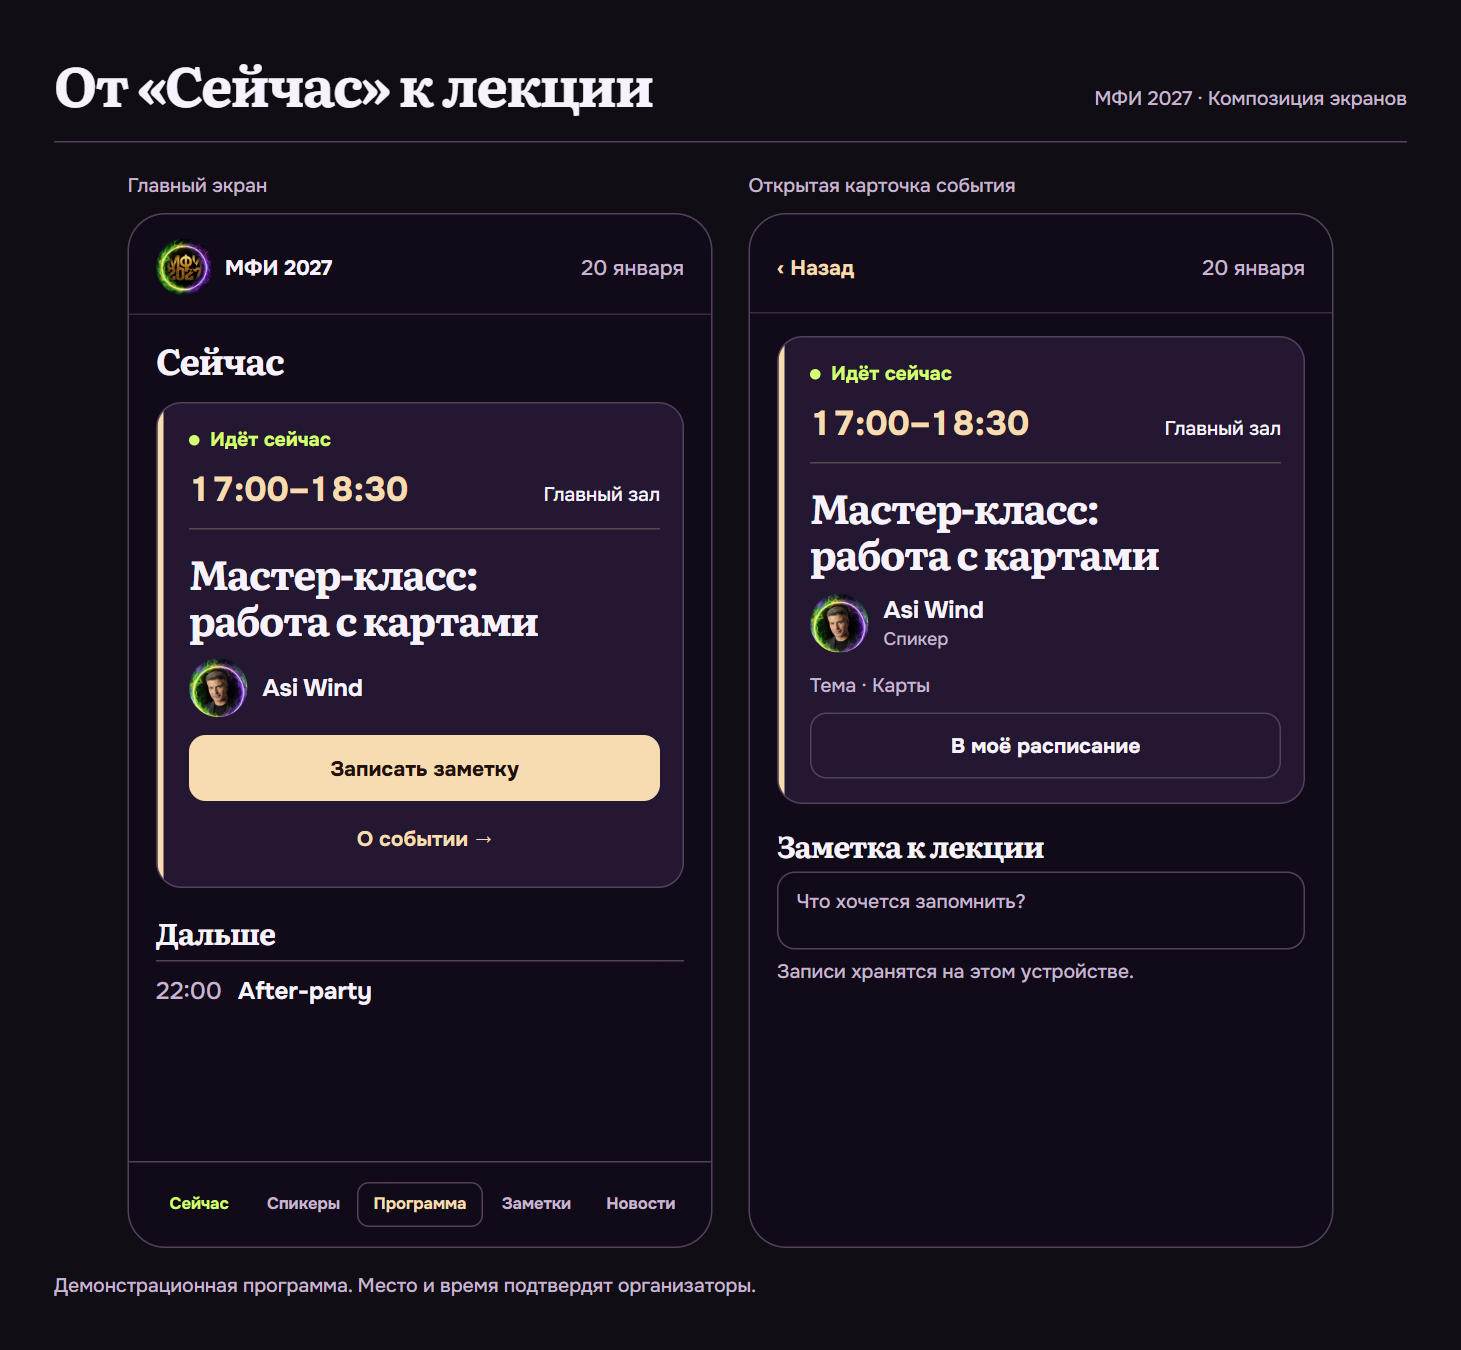 От «Сейчас» к лекции
МФИ 2027 · Композиция экранов
Главный экран
МФИ 2027
МФИ 2027
20 января
Сейчас
Идёт сейчас
17:00–18:30
Главный зал
Мастер-класс:
работа с картами
Asi Wind
Записать заметку
О событии →
Дальше
22:00 After-party
Сейчас
Спикеры
Программа
Заметки
Новости
Открытая карточка события
‹ Назад
20 января
Идёт сейчас
17:00–18:30
Главный зал
Мастер-класс:
работа с картами
Asi Wind
Спикер
Тема · Карты
В моё расписание
Заметка к лекции
Что хочется запомнить?
Записи хранятся на этом устройстве.
Демонстрационная программа. Место и время подтвердят организаторы.